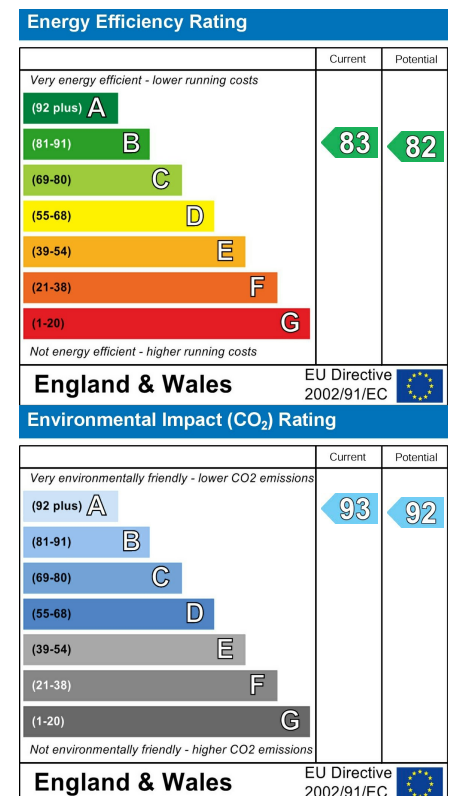 Energy Efficiency Rating
Current Potential
Very energy efficient - lower running costs
(92 plus) A
(81-91) B 83 82
(69-80) C
(55-68) D
(39-54) E
(21-38) F
(1-20) G
Not energy efficient - higher running costs
England & Wales
EU Directive
2002/91/EC
Environmental Impact (CO₂) Rating
Current Potential
Very environmentally friendly - lower CO2 emissions
(92 plus) A 93 92
(81-91) B
(69-80) C
(55-68) D
(39-54) E
(21-38) F
(1-20) G
Not environmentally friendly - higher CO2 emissions
England & Wales
EU Directive
2002/91/EC